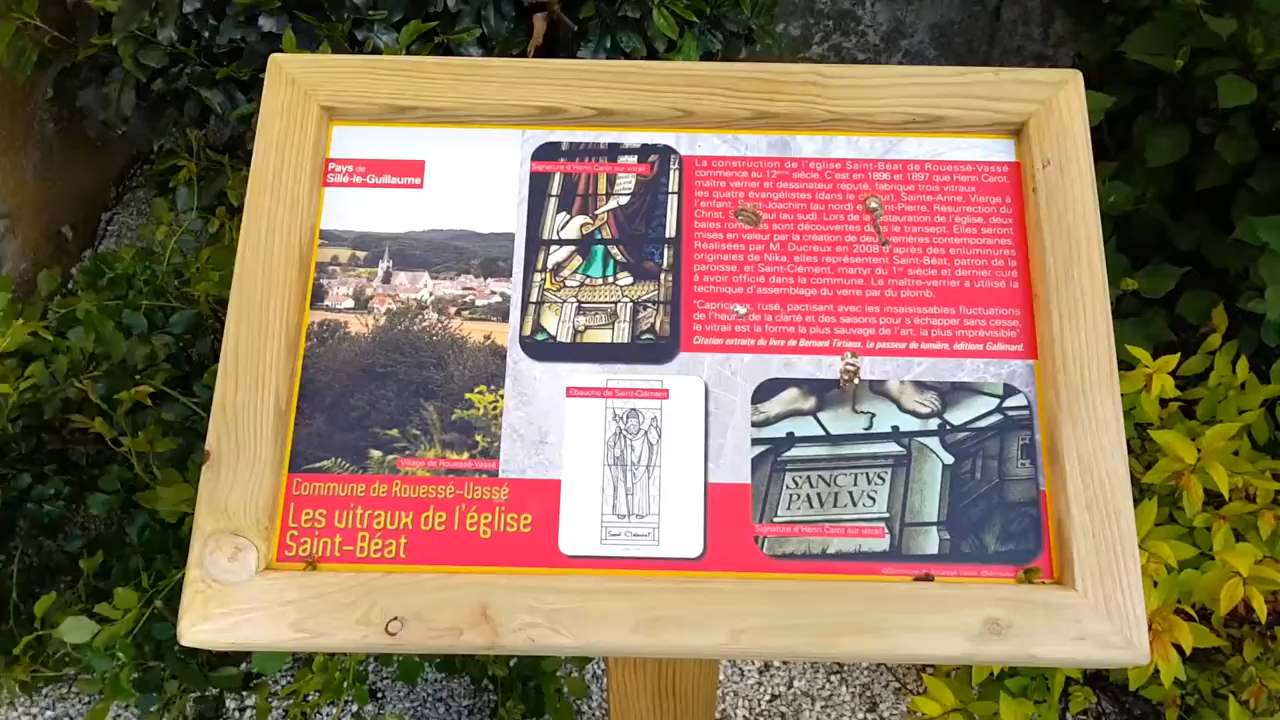 Pays de
Sillé-le-Guillaume
Village de Rouessé-Vassé
Commune de Rouessé-Vassé
Les vitraux de l'église
Saint-Béat
Signature d'Henri Carot sur vitrail
La construction de l'église Saint-Béat de Rouessé-Vassé
commence au 12ème siècle. C'est en 1896 et 1897 que Henri Carot,
maître verrier et dessinateur réputé, fabrique trois vitraux
les quatre évangélistes (dans le), Sainte-Anne, Vierge à
l'enfant, Saint-Joachim (au nord) Résurrection du
Christ, (au sud). Lors de la restauration de l'église, deux
baies sont découvertes dans le transept. Elles seront
mises en valeur par la création de deux verrières contemporaines.
Réalisées par M. Ducreux en 2008 d'après des enluminures
originales de Nika, elles représentent Saint-Béat, patron de la
paroisse, et Saint-Clément, martyr du 1er siècle et dernier curé
à avoir officié dans la commune. Le maître-verrier a utilisé la
technique d'assemblage du verre par du plomb.
"Capricieux, rusé, pactisant avec les insaisissables fluctuations
de l'heure, de la clarté et des saisons pour s'échapper sans cesse,
le vitrail est la forme la plus sauvage de l'art, la plus imprévisible".
Citation extraite du livre de Bernard Tirtiaux, Le passeur de lumière, éditions Gallimard.
Ebauche de Saint-Clément
Saint Clément
SANCTVS
PAVLVS
Signature d'Henri Carot sur vitrail